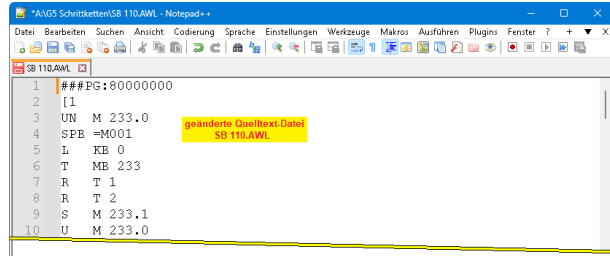 *A:\G5 Schrittketten\SB 110.AWL - Notepad++
Datei Bearbeiten Suchen Ansicht Codierung Sprache Einstellungen Werkzeuge Makros Ausführen Plugins Fenster ? + ▼ X
SB 110.AWL
1 ###PG:80000000
2 [1
3 UN M 233.0
geänderte Quelltext-Datei
4 SPB =M001
SB 110.AWL
5 L KB 0
6 T MB 233
7 R T 1
8 R T 2
9 S M 233.1
10 U M 233.0